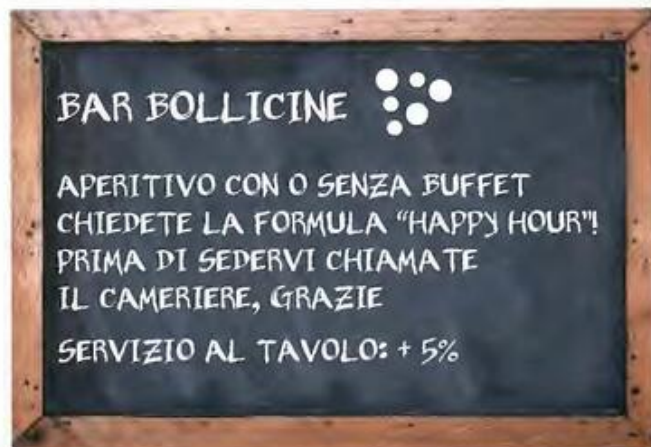 BAR BOLLICINE
APERITIVO CON O SENZA BUFFET
CHIEDETE LA FORMULA “HAPPY HOUR”!
PRIMA DI SEDERVI CHIAMATE
IL CAMERIERE, GRAZIE
SERVIZIO AL TAVOLO: + 5%